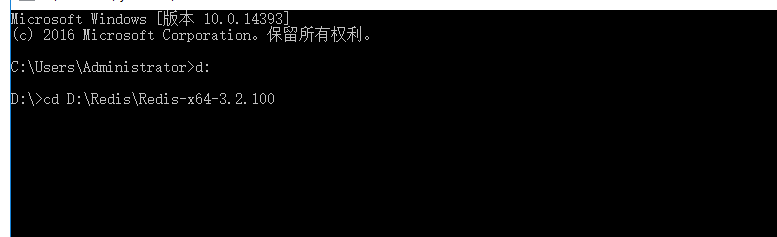 Microsoft Windows [版本 10.0.14393]
(c) 2016 Microsoft Corporation。保留所有权利。
C:\Users\Administrator>d:
D:\>cd D:\Redis\Redis-x64-3.2.100